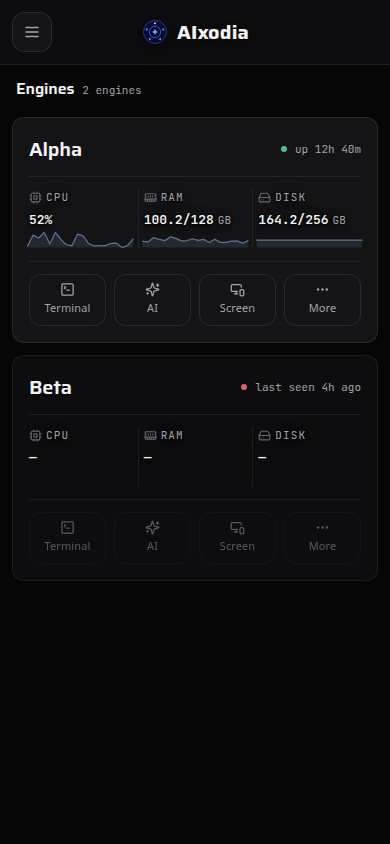 AIxodia
Engines 2 engines
Alpha
up 12h 40m
CPU RAM DISK
52% 100.2/128 GB 164.2/256 GB
Terminal AI Screen More
Beta
last seen 4h ago
CPU RAM DISK
— — —
Terminal AI Screen More